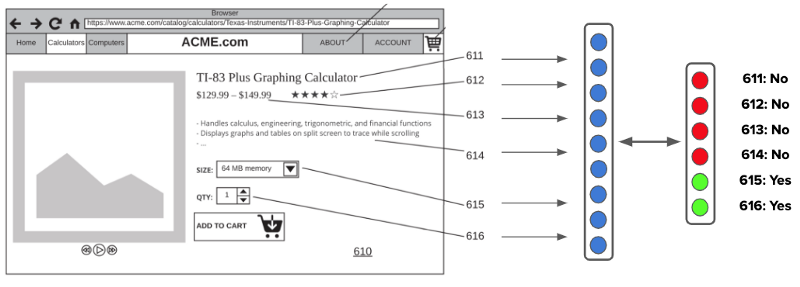 Browser
https://www.acme.com/catalog/calculators/Texas-Instruments/TI-83-Plus-Graphing-Calculator
Home Calculators Computers ACME.com ABOUT ACCOUNT
TI-83 Plus Graphing Calculator
$129.99 – $149.99 ★★★★☆
- Handles calculus, engineering, trigonometric, and financial functions
- Displays graphs and tables on split screen to trace while scrolling
- ...
SIZE: 64 MB memory
QTY: 1
ADD TO CART
610
611
612
613
614
615
616
611: No
612: No
613: No
614: No
615: Yes
616: Yes